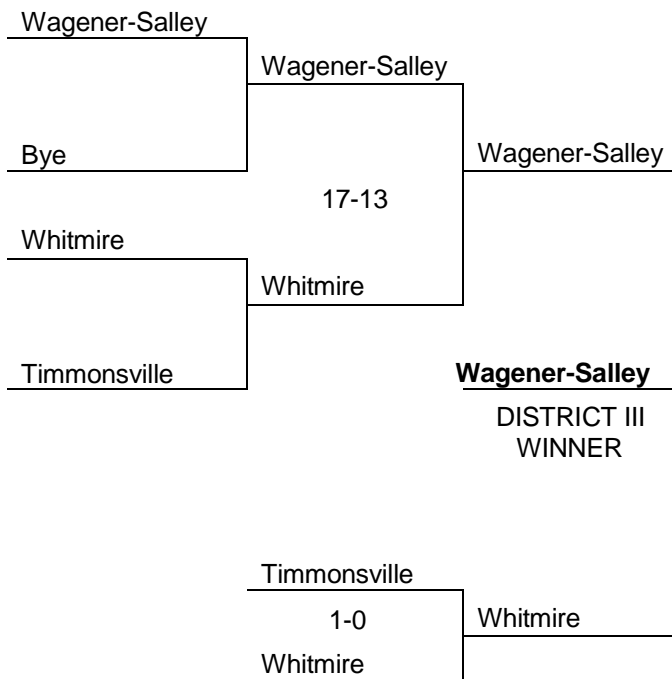 Wagener-Salley
Wagener-Salley
Bye
Wagener-Salley
17-13
Whitmire
Whitmire
Timmonsville
Wagener-Salley
DISTRICT III
WINNER
Timmonsville
1-0
Whitmire
Whitmire